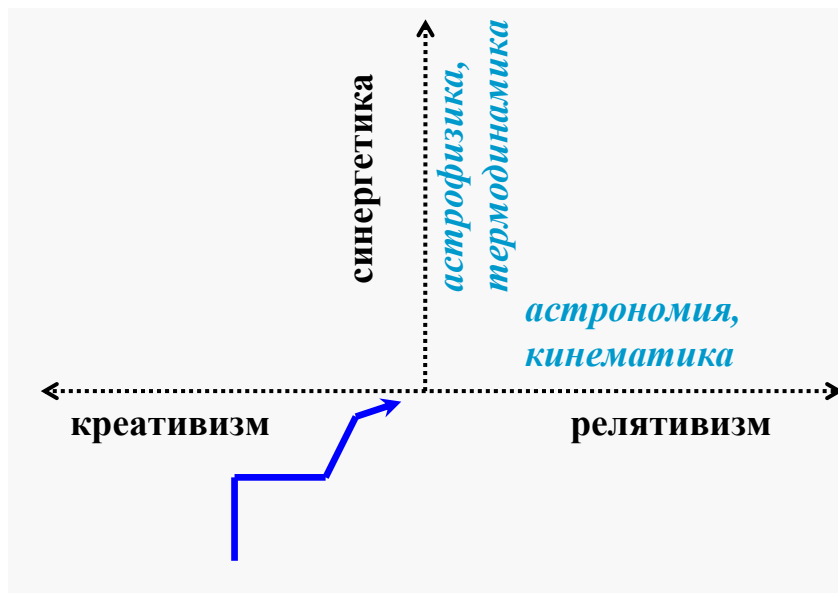 синергетика
астрофизика,
термодинамика
астрономия,
кинематика
креативизм
релятивизм